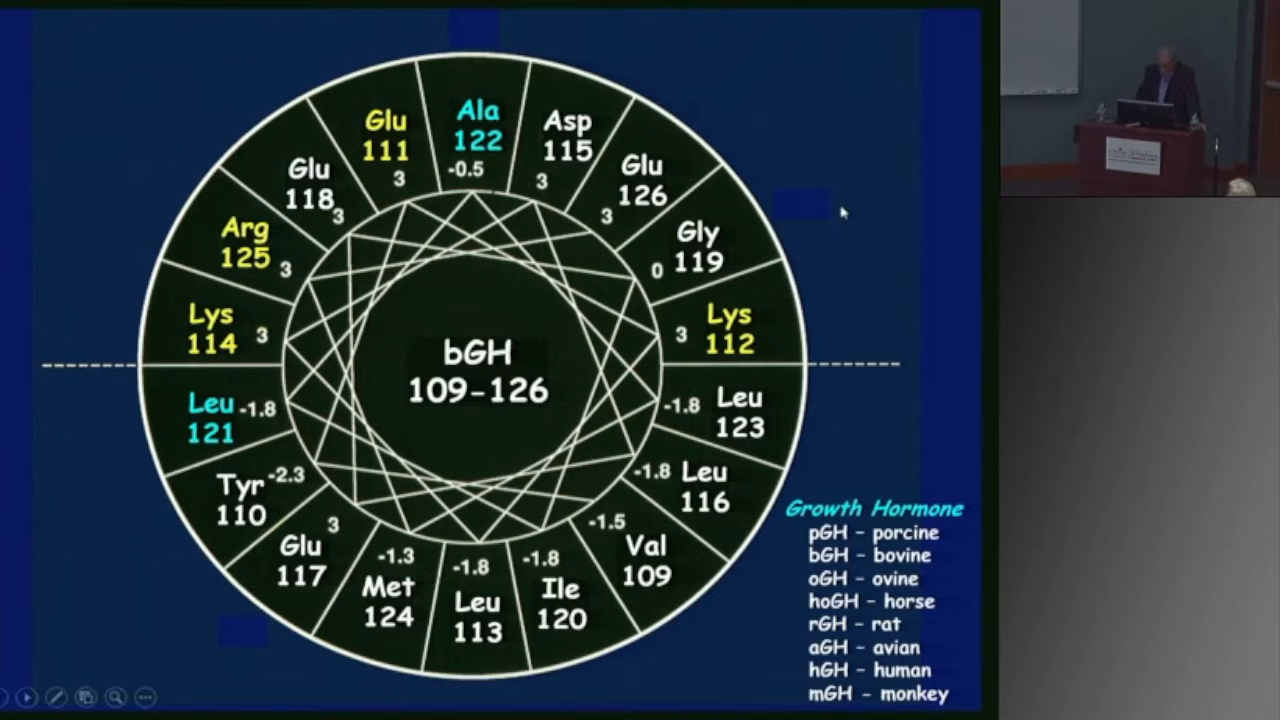 Ala
122
-0.5
Asp
115
3
Glu
126
3
Gly
119
0
Lys
112
3
Leu
123
-1.8
Leu
116
-1.8
Val
109
-1.5
Ile
120
-1.8
Leu
113
-1.8
Met
124
-1.3
Glu
117
3
Tyr
110
-2.3
Leu
121
-1.8
Lys
114
3
Arg
125
3
Glu
118
3
Glu
111
3
bGH
109-126
Growth Hormone
pGH - porcine
bGH - bovine
oGH - ovine
hoGH - horse
rGH - rat
aGH - avian
hGH - human
mGH - monkey